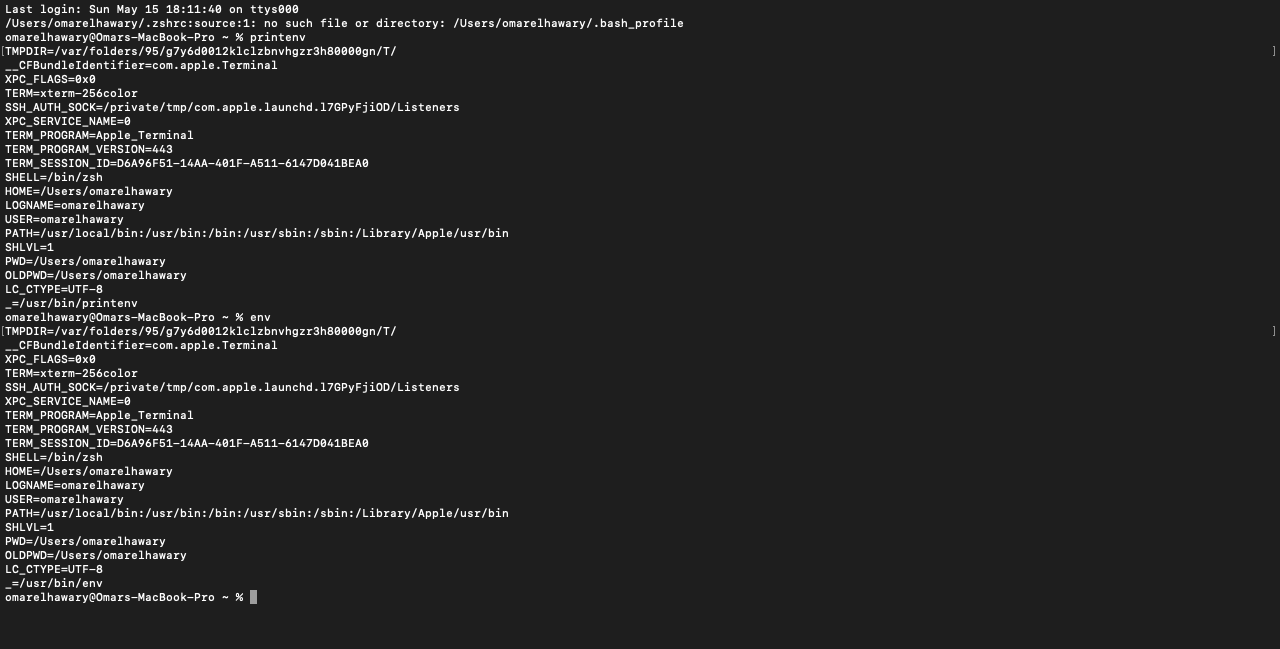 Last login: Sun May 15 18:11:40 on ttys000
/Users/omarelhawary/.zshrc:source:1: no such file or directory: /Users/omarelhawary/.bash_profile
omarelhawary@Omars-MacBook-Pro ~ % printenv
[TMPDIR=/var/folders/95/g7y6d0012klclzbnvhgzr3h80000gn/T/ ]
__CFBundleIdentifier=com.apple.Terminal
XPC_FLAGS=0x0
TERM=xterm-256color
SSH_AUTH_SOCK=/private/tmp/com.apple.launchd.l7GPyFjiOD/Listeners
XPC_SERVICE_NAME=0
TERM_PROGRAM=Apple_Terminal
TERM_PROGRAM_VERSION=443
TERM_SESSION_ID=D6A96F51-14AA-401F-A511-6147D041BEA0
SHELL=/bin/zsh
HOME=/Users/omarelhawary
LOGNAME=omarelhawary
USER=omarelhawary
PATH=/usr/local/bin:/usr/bin:/bin:/usr/sbin:/sbin:/Library/Apple/usr/bin
SHLVL=1
PWD=/Users/omarelhawary
OLDPWD=/Users/omarelhawary
LC_CTYPE=UTF-8
_=/usr/bin/printenv
omarelhawary@Omars-MacBook-Pro ~ % env
[TMPDIR=/var/folders/95/g7y6d0012klclzbnvhgzr3h80000gn/T/ ]
__CFBundleIdentifier=com.apple.Terminal
XPC_FLAGS=0x0
TERM=xterm-256color
SSH_AUTH_SOCK=/private/tmp/com.apple.launchd.l7GPyFjiOD/Listeners
XPC_SERVICE_NAME=0
TERM_PROGRAM=Apple_Terminal
TERM_PROGRAM_VERSION=443
TERM_SESSION_ID=D6A96F51-14AA-401F-A511-6147D041BEA0
SHELL=/bin/zsh
HOME=/Users/omarelhawary
LOGNAME=omarelhawary
USER=omarelhawary
PATH=/usr/local/bin:/usr/bin:/bin:/usr/sbin:/sbin:/Library/Apple/usr/bin
SHLVL=1
PWD=/Users/omarelhawary
OLDPWD=/Users/omarelhawary
LC_CTYPE=UTF-8
_=/usr/bin/env
omarelhawary@Omars-MacBook-Pro ~ %